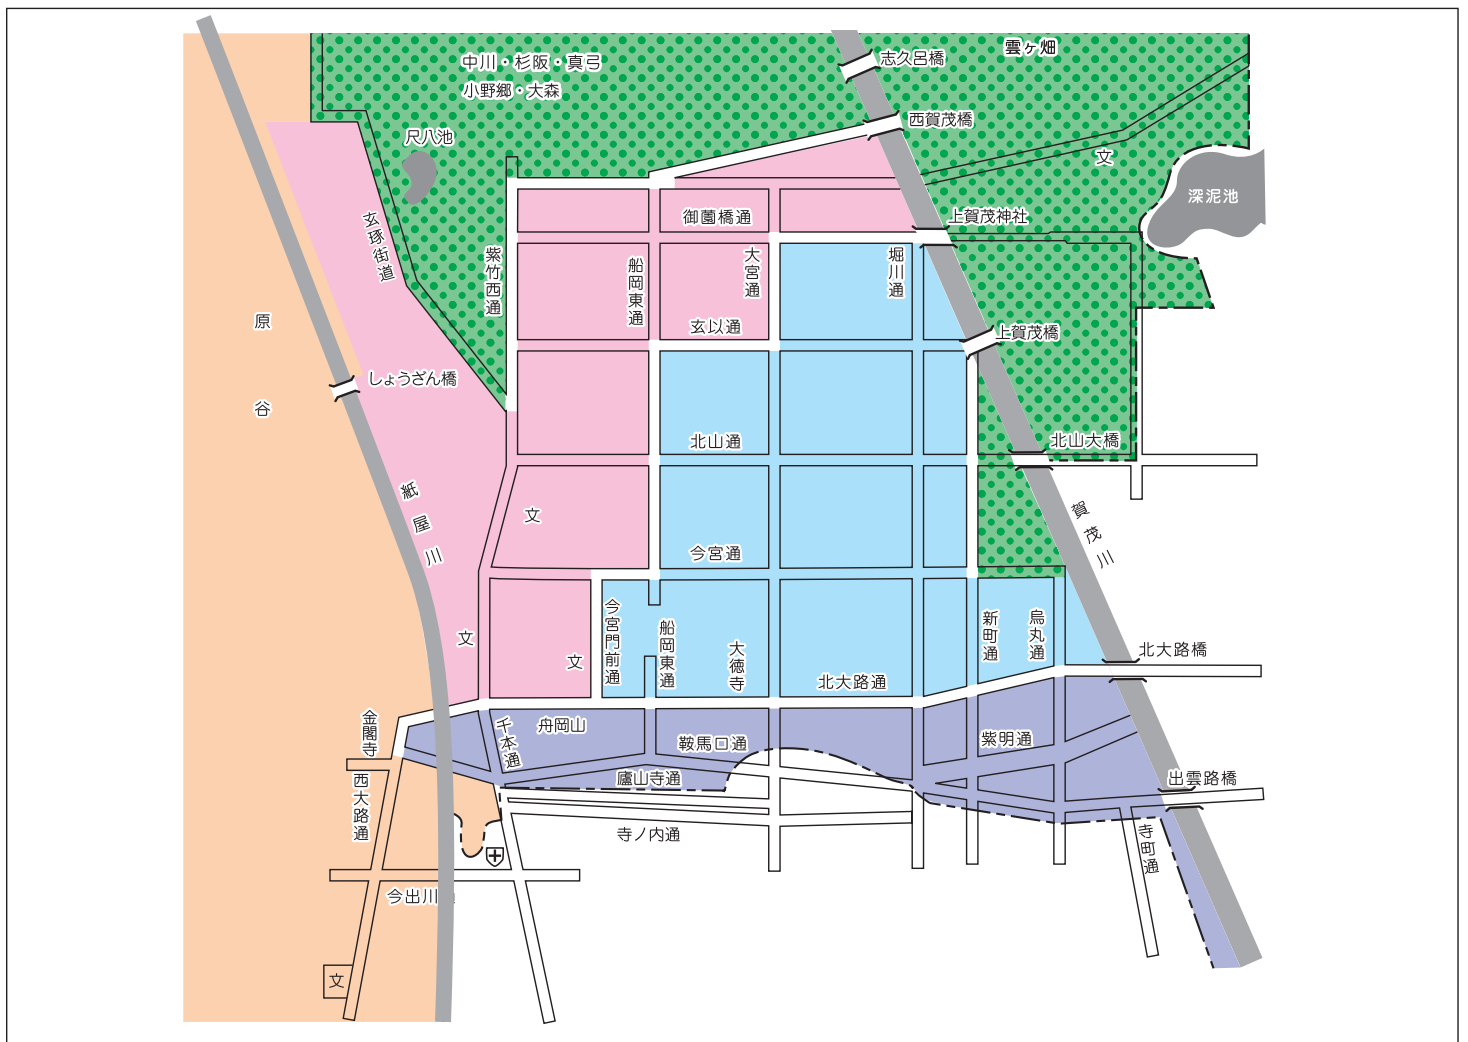 中川・杉阪・真弓
小野郷・大森
雲ヶ畑
志久呂橋
西賀茂橋
尺八池
文
深泥池
玄琢街道
御薗橋通
上賀茂神社
紫竹西通
船岡東通
大宮通
堀川通
原谷
玄以通
上賀茂橋
しょうざん橋
北山通
北山大橋
紙屋川
文
賀茂川
今宮通
今宮門前通
船岡東通
大徳寺
新町通
烏丸通
文
文
北大路橋
北大路通
金閣寺
千本通
舟岡山
鞍馬口通
紫明通
西大路通
廬山寺通
出雲路橋
寺ノ内通
寺町通
今出川
文